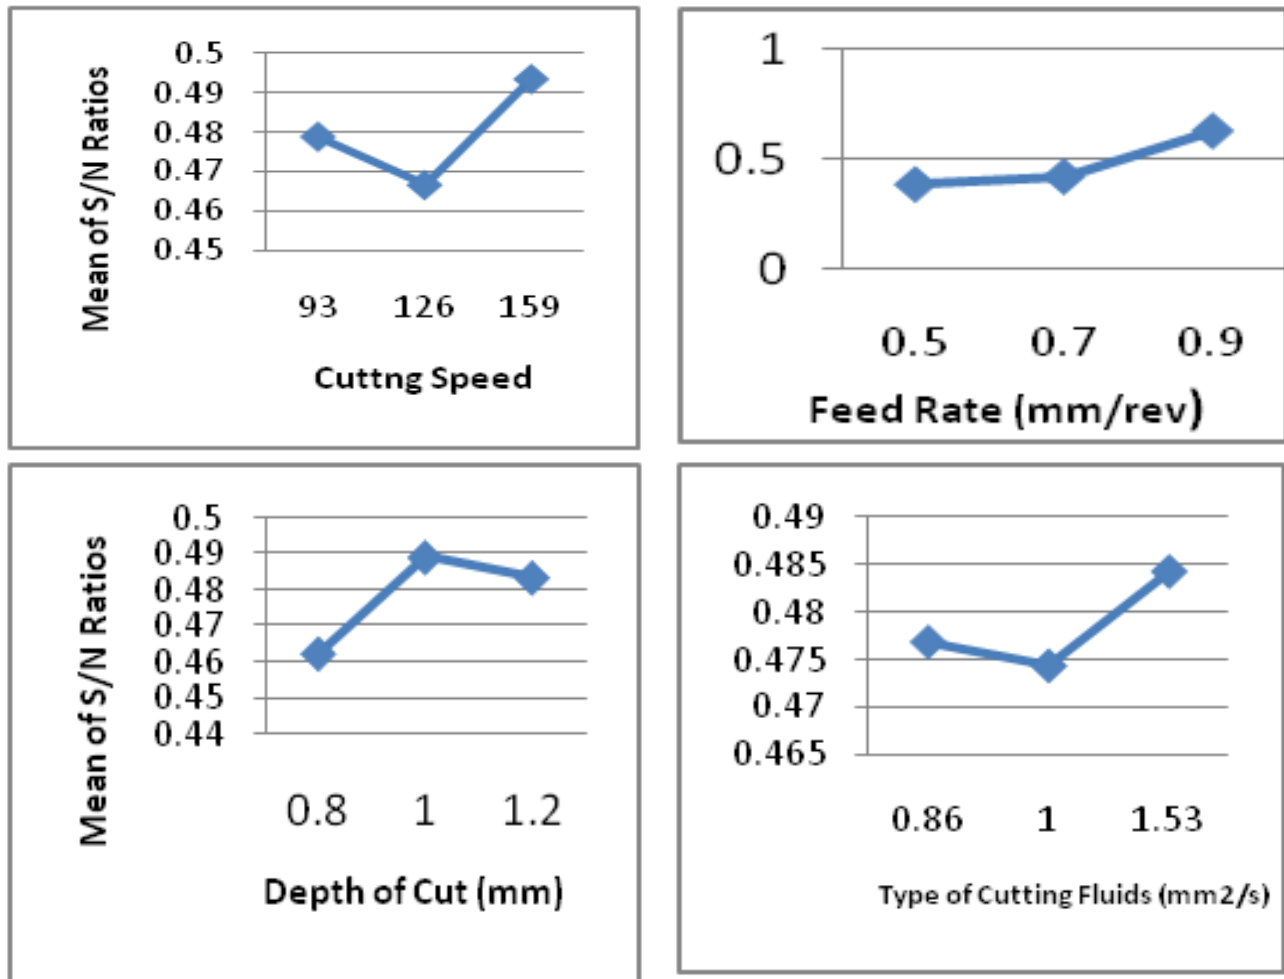 Mean of S/N Ratios
0.5
0.49
0.48
0.47
0.46
0.45
93 126 159
Cuttng Speed
1
0.5
0
0.5 0.7 0.9
Feed Rate (mm/rev)
Mean of S/N Ratios
0.5
0.49
0.48
0.47
0.46
0.45
0.44
0.8 1 1.2
Depth of Cut (mm)
0.49
0.485
0.48
0.475
0.47
0.465
0.86 1 1.53
Type of Cutting Fluids (mm2/s)